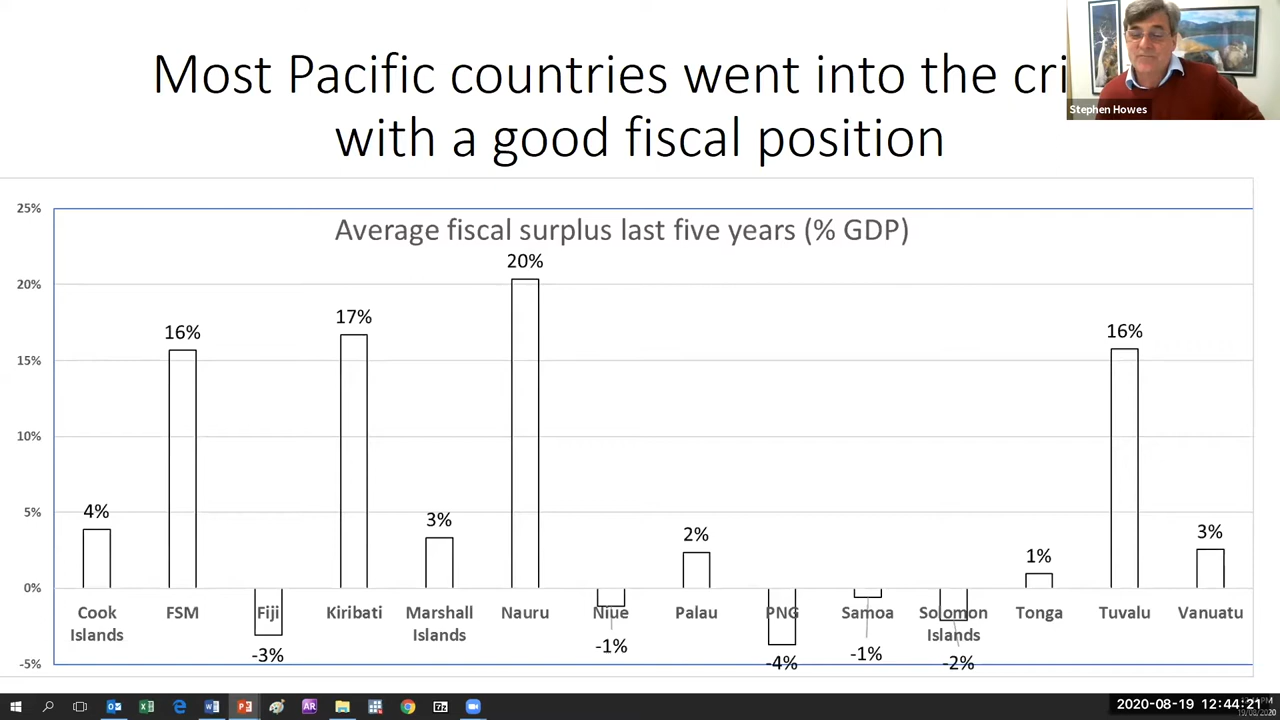 Most Pacific countries went into the cri
with a good fiscal position
Stephen Howes
Average fiscal surplus last five years (% GDP)
25%
20%
15%
10%
5%
0%
-5%
4%
16%
-3%
17%
3%
20%
-1%
2%
-4%
-1%
-2%
1%
16%
3%
Cook Islands
FSM
Fiji
Kiribati
Marshall Islands
Nauru
Niue
Palau
PNG
Samoa
Solomon Islands
Tonga
Tuvalu
Vanuatu
2020-08-19 12:44:21
19/08/2020